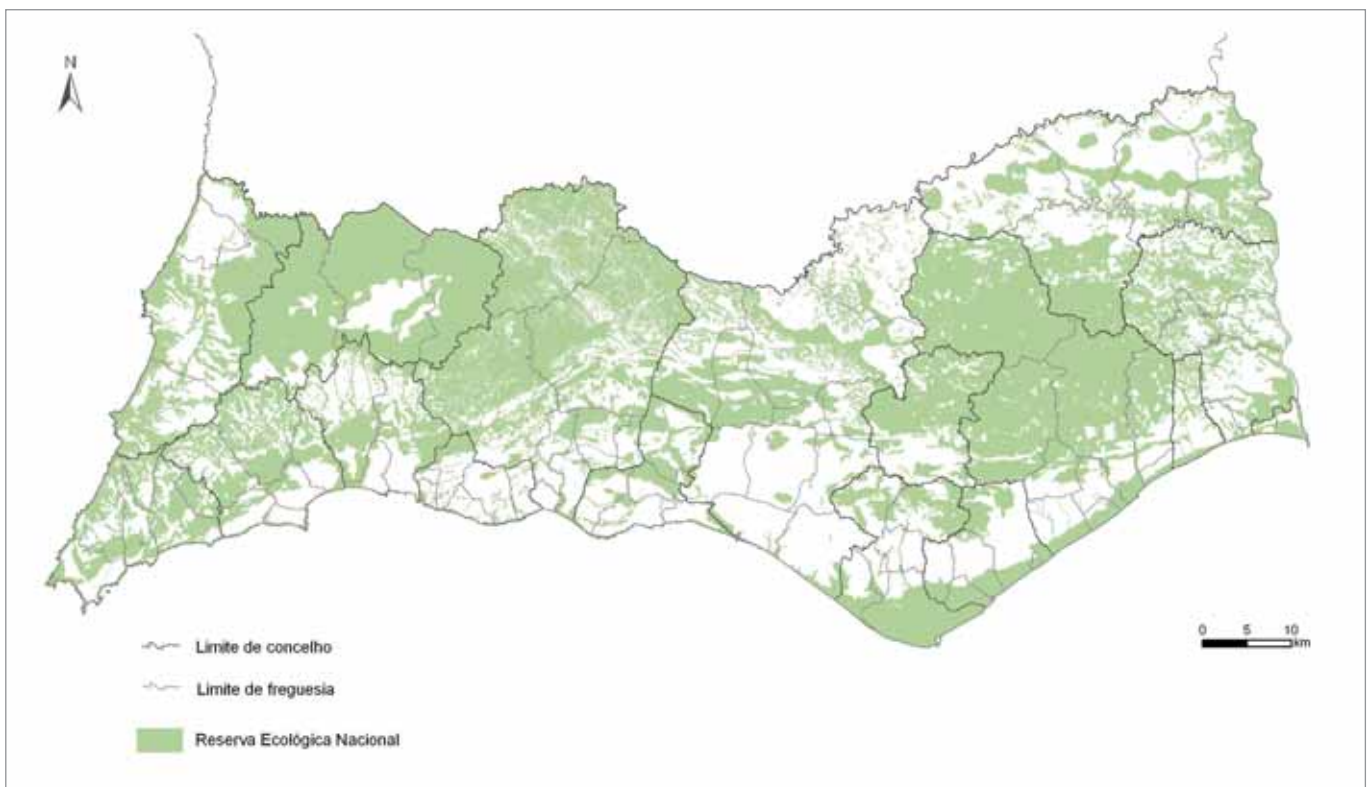 N
0 5 10
km
Limite de concelho
Limite de freguesia
Reserva Ecológica Nacional